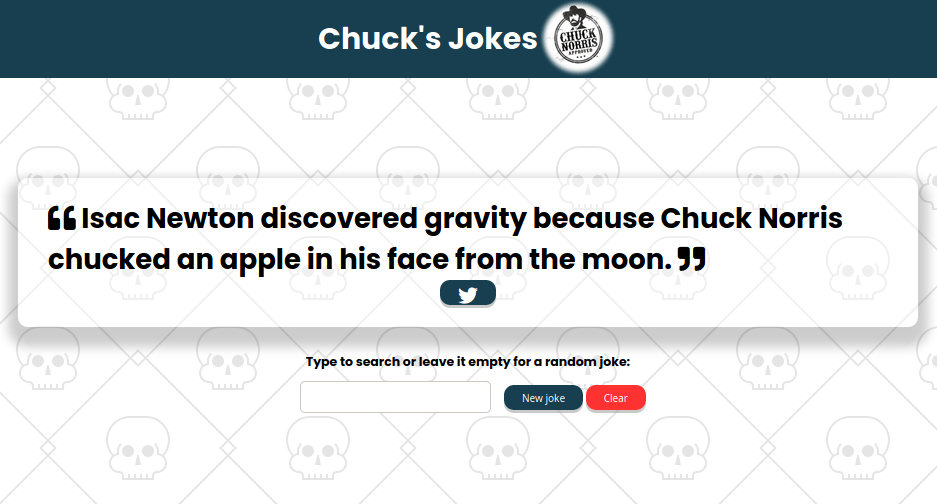 Chuck's Jokes
CHUCK
NORRIS
APPROVED
“ Isac Newton discovered gravity because Chuck Norris
chucked an apple in his face from the moon. ”
Type to search or leave it empty for a random joke:
New joke
Clear